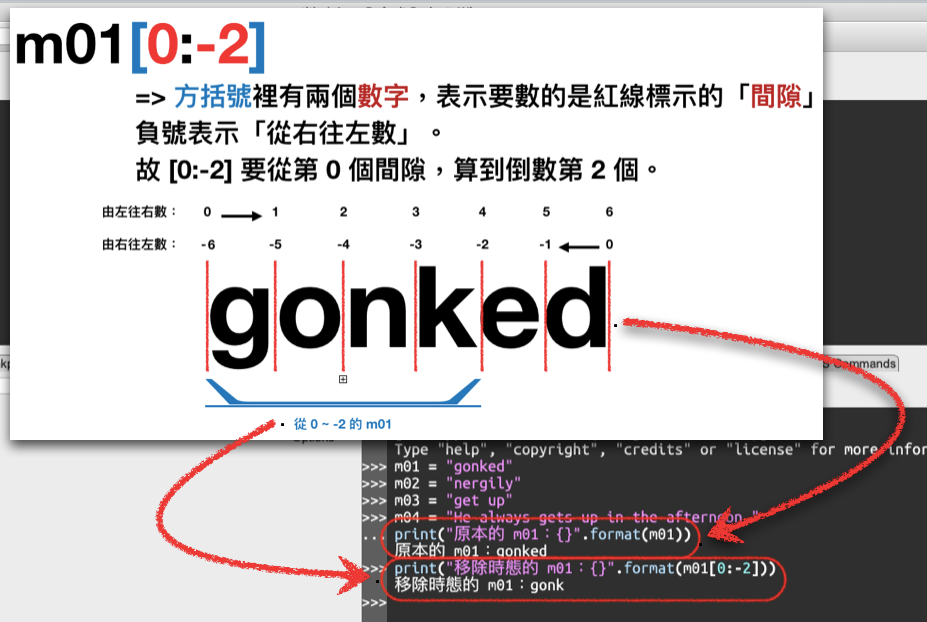 m01[0:-2]
=> 方括號裡有兩個數字，表示要數的是紅線標示的「間隙」
負號表示「從右往左數」。
故 [0:-2] 要從第 0 個間隙，算到倒數第 2 個。
由左往右數： 0 1 2 3 4 5 6
由右往左數： -6 -5 -4 -3 -2 -1 0
gonked
從 0 ~ -2 的 m01
Commands
Options
Type "help", "copyright", "credits" or "license" for more infor
>>> m01 = "gonked"
>>> m02 = "nergily"
>>> m03 = "get up"
>>> m04 = "He always gets up in the afternoon."
... print("原本的 m01：{}".format(m01))
原本的 m01：gonked
>>> print("移除時態的 m01：{}".format(m01[0:-2]))
移除時態的 m01：gonk
>>>